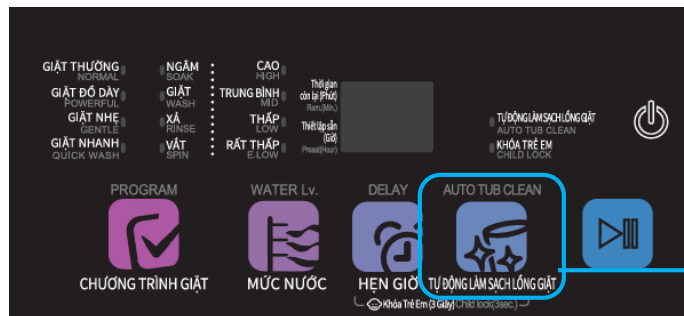 GIẶT THƯỜNG
NORMAL
GIẶT ĐỒ DÀY
POWERFUL
GIẶT NHẸ
GENTLE
GIẶT NHANH
QUICK WASH
NGÂM
SOAK
GIẶT
WASH
XẢ
RINSE
VẮT
SPIN
CAO
HIGH
TRUNG BÌNH
MID
THẤP
LOW
RẤT THẤP
E.LOW
Thời gian
còn lại (Phút)
Rem.(Min.)
Thiết lập sẵn
(Giờ)
Preset(Hour)
TỰ ĐỘNG LÀM SẠCH LỒNG GIẶT
AUTO TUB CLEAN
KHÓA TRẺ EM
CHILD LOCK
PROGRAM
CHƯƠNG TRÌNH GIẶT
WATER Lv.
MỨC NƯỚC
DELAY
HẸN GIỜ
AUTO TUB CLEAN
TỰ ĐỘNG LÀM SẠCH LỒNG GIẶT
Khóa Trẻ Em (3 Giây) Child lock(3sec.)